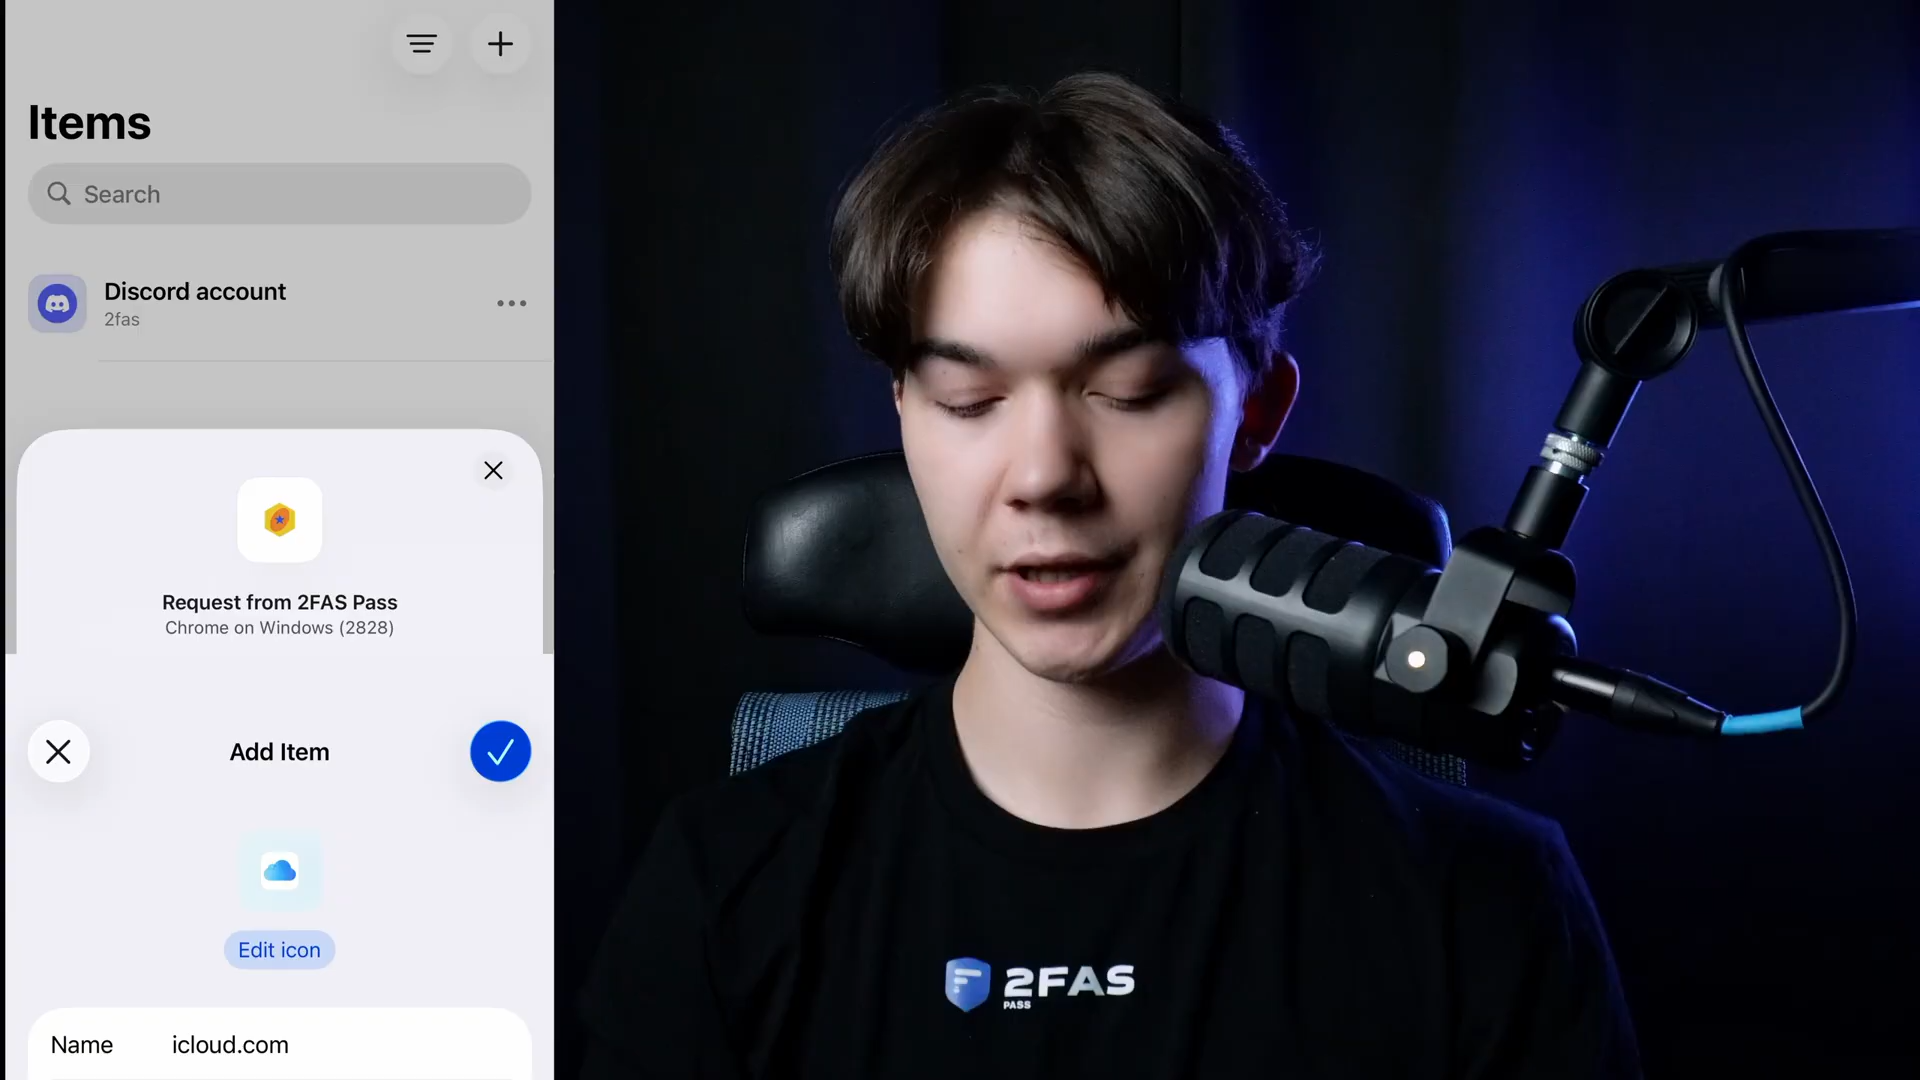 Items
Search
Discord account
2fas
Request from 2FAS Pass
Chrome on Windows (2828)
Add Item
Edit icon
Name icloud.com
2FAS
PASS